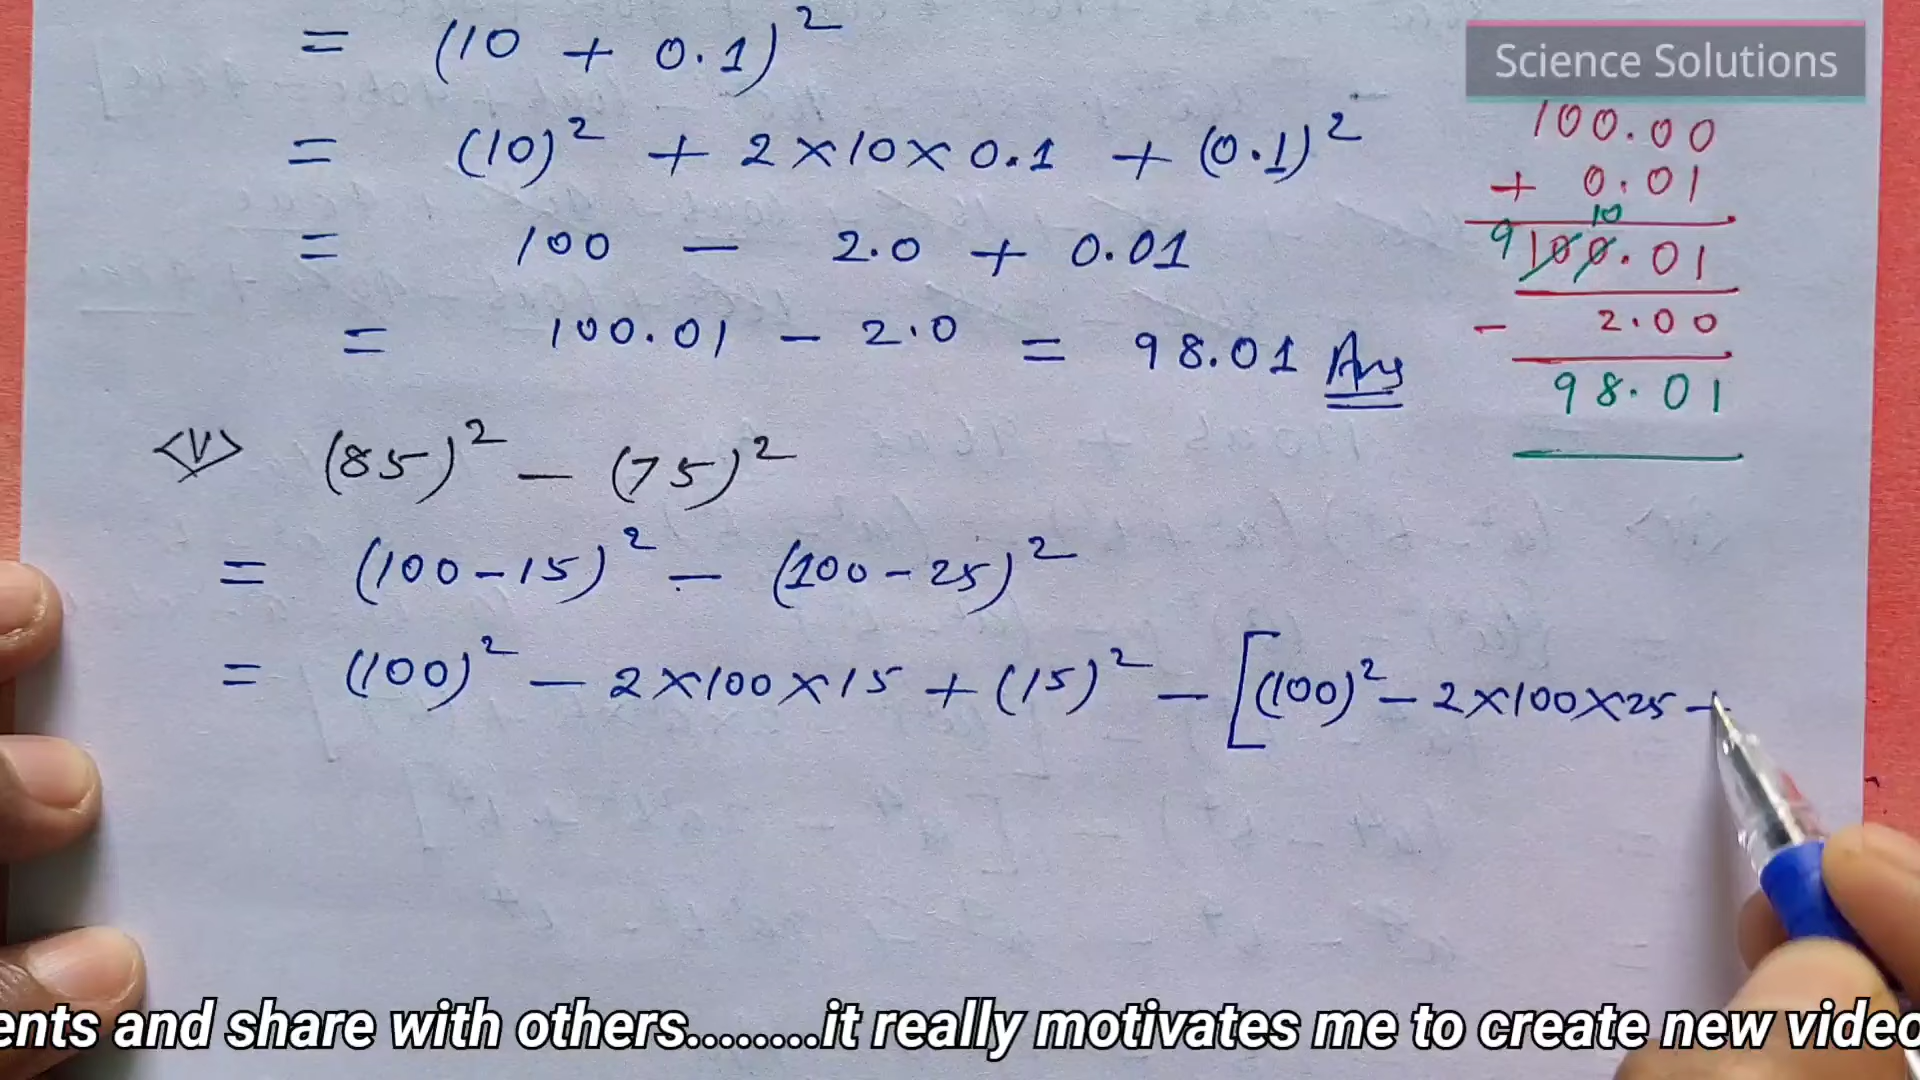 = (10 + 0.1)²
Science Solutions
= (10)² + 2×10×0.1 + (0.1)²
= 100 − 2.0 + 0.01
= 100.01 − 2.0 = 98.01 Ans
100.00
+ 0.01
9 10
100.01
− 2.00
98.01
<V> (85)² − (75)²
= (100−15)² − (100−25)²
= (100)² − 2×100×15 + (15)² − [(100)² − 2×100×25 +
ents and share with others........it really motivates me to create new video